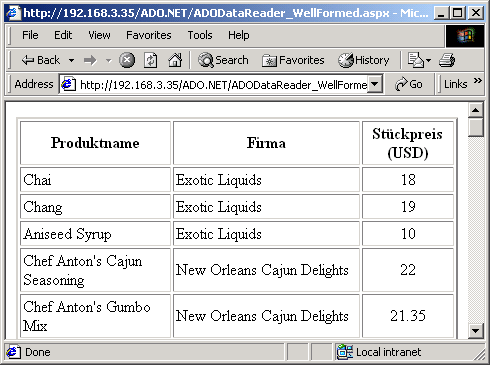 http://192.168.3.35/ADO.NET/ADODataReader_WellFormed.aspx - Mic...
File Edit View Favorites Tools Help
Back Search Favorites History
Address http://192.168.3.35/ADO.NET/ADODataReader_WellForme Go Links
Produktname Firma Stückpreis
(USD)
Chai Exotic Liquids 18
Chang Exotic Liquids 19
Aniseed Syrup Exotic Liquids 10
Chef Anton's Cajun
Seasoning New Orleans Cajun Delights 22
Chef Anton's Gumbo
Mix New Orleans Cajun Delights 21.35
Done Local intranet